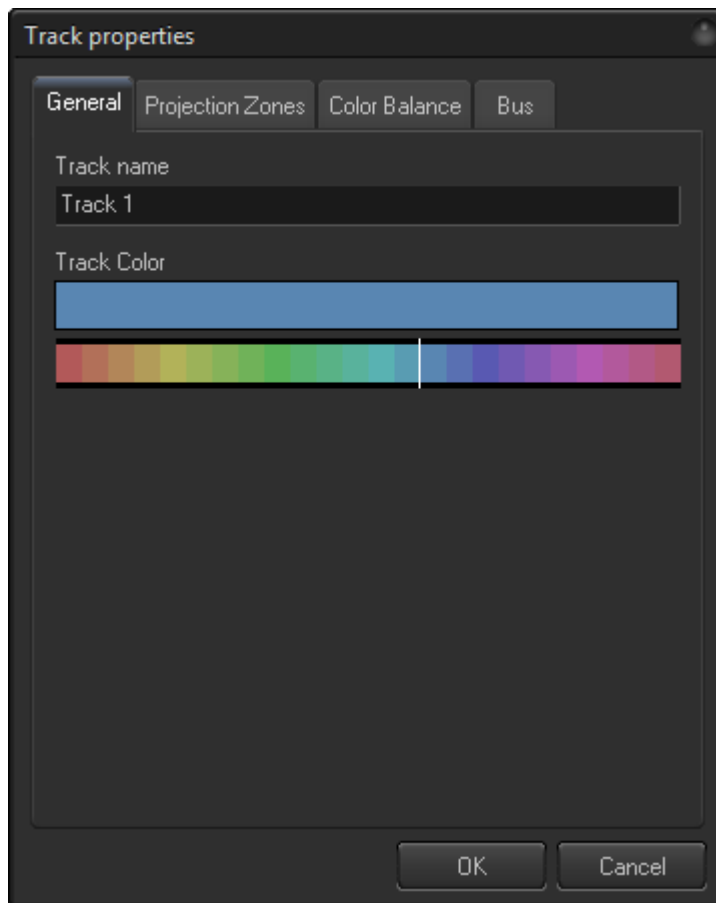 Track properties
General Projection Zones Color Balance Bus
Track name
Track 1
Track Color
OK Cancel